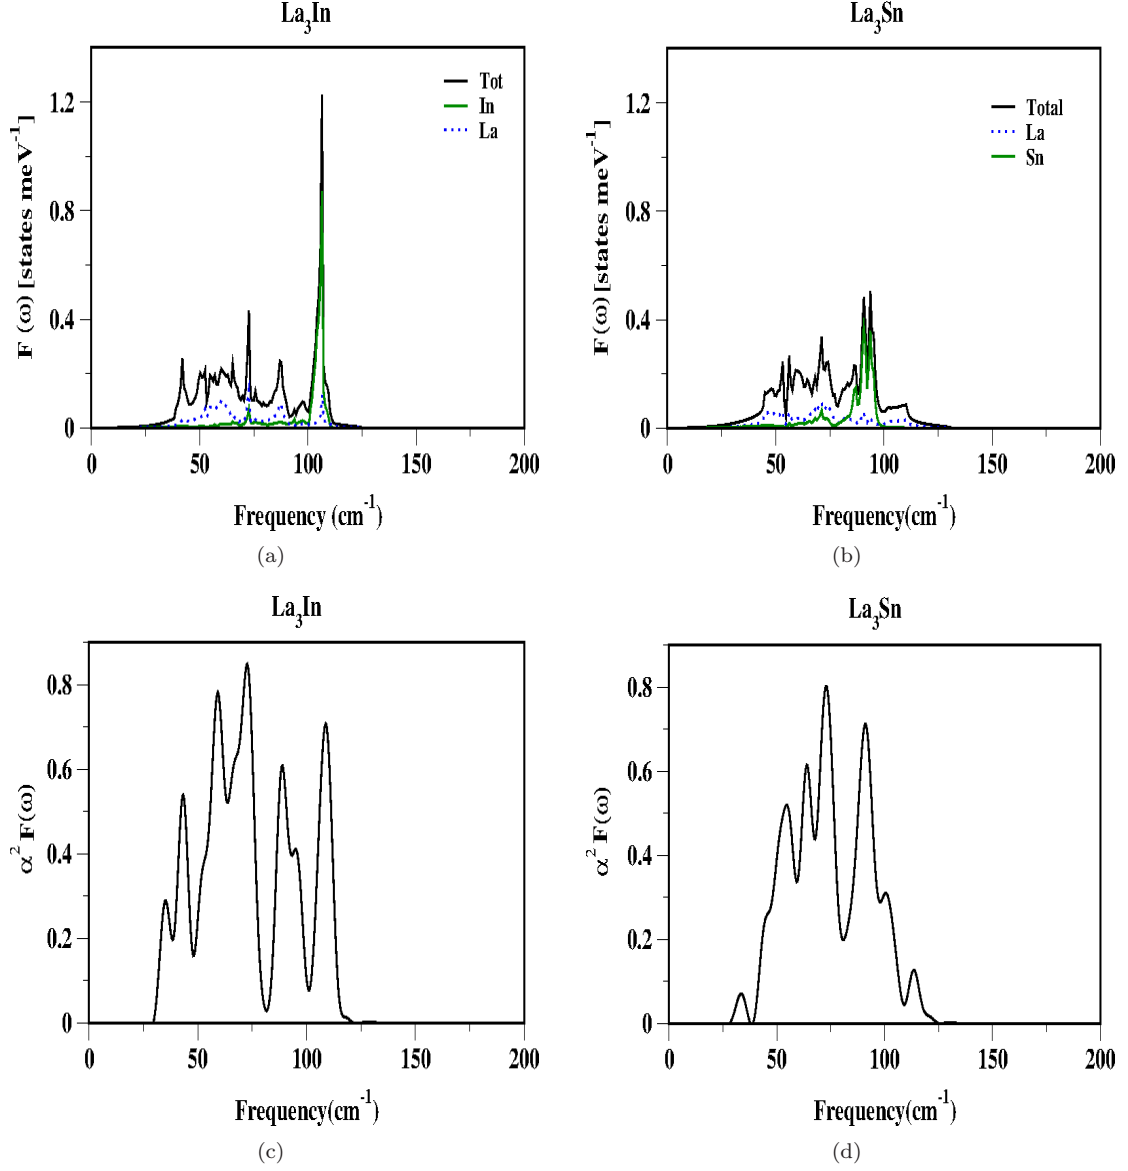 La3In
F (ω) [states meV-1]
1.2
0.8
0.4
0
Tot
In
La
0 50 100 150 200
Frequency (cm-1)
(a)
La3Sn
F(ω) [states meV-1]
1.2
0.8
0.4
0
Total
La
Sn
0 50 100 150 200
Frequency(cm-1)
(b)
La3In
α2 F(ω)
0.8
0.6
0.4
0.2
0
0 50 100 150 200
Frequency(cm-1)
(c)
La3Sn
α2 F(ω)
0.8
0.6
0.4
0.2
0
0 50 100 150 200
Frequency(cm-1)
(d)